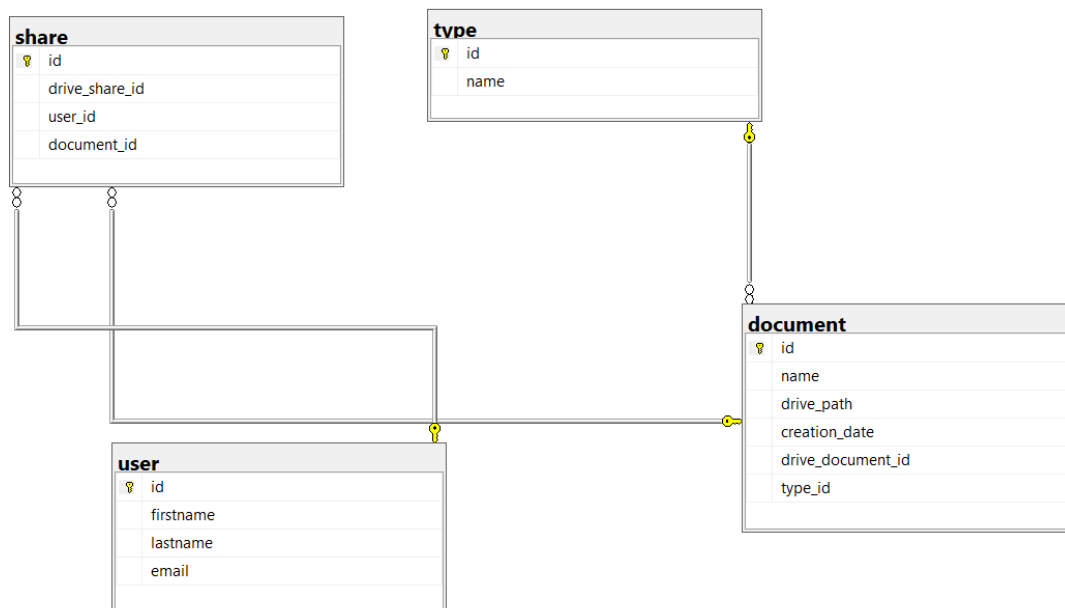 share
id
drive_share_id
user_id
document_id
type
id
name
document
id
name
drive_path
creation_date
drive_document_id
type_id
user
id
firstname
lastname
email